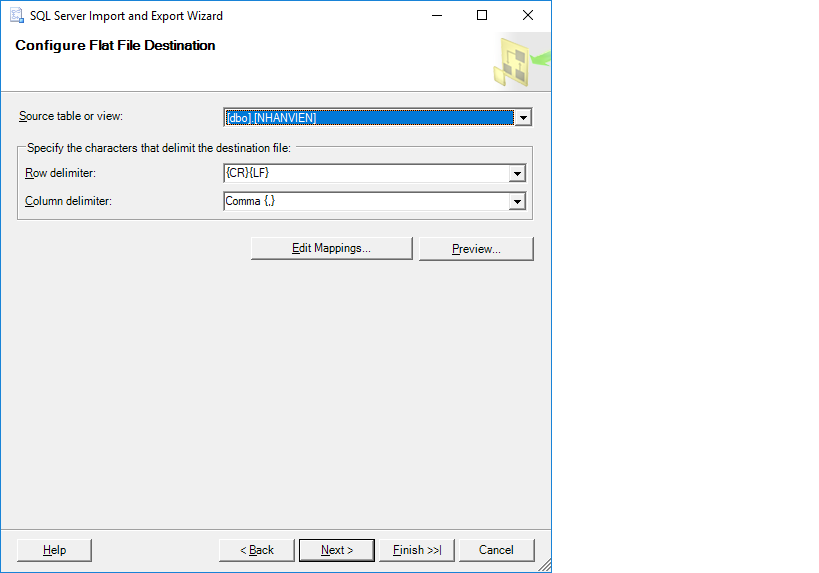 SQL Server Import and Export Wizard
Configure Flat File Destination
Source table or view: [dbo].[NHANVIEN]
Specify the characters that delimit the destination file:
Row delimiter: {CR}{LF}
Column delimiter: Comma {,}
Edit Mappings... Preview...
Help < Back Next > Finish >>| Cancel